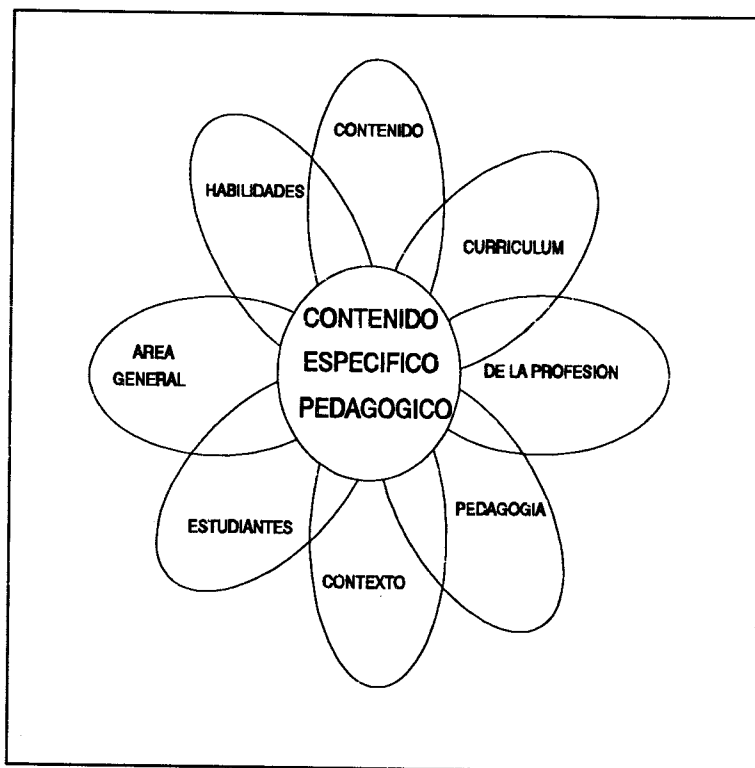 CONTENIDO
HABILIDADES
CURRICULUM
CONTENIDO
ESPECIFICO
PEDAGOGICO
AREA
GENERAL
DE LA PROFESION
PEDAGOGIA
ESTUDIANTES
CONTEXTO